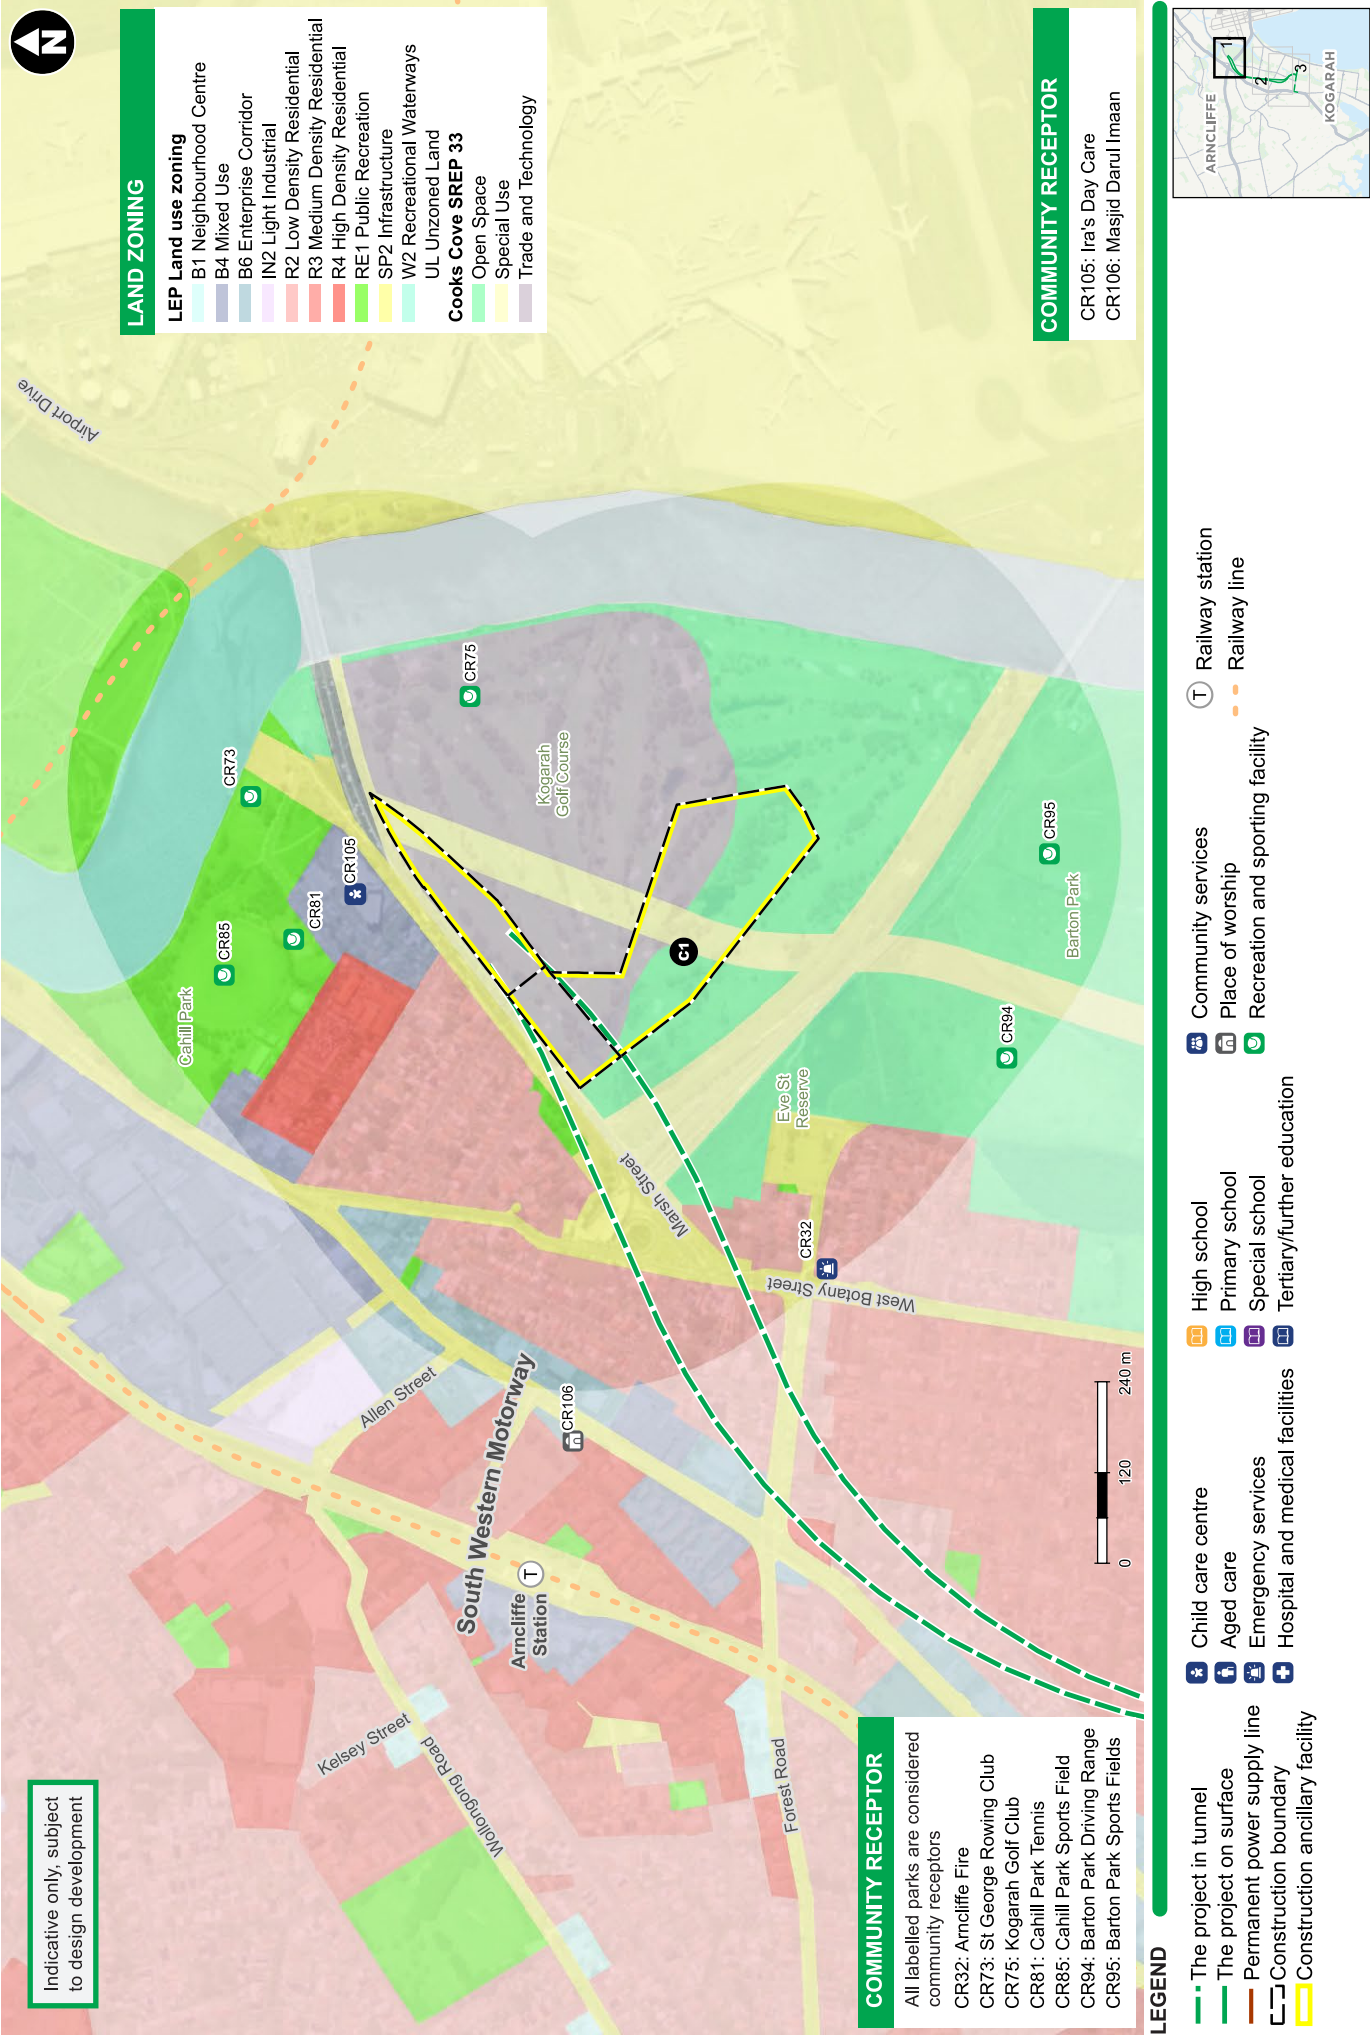 Indicative only, subject
to design development
N
LAND ZONING
LEP Land use zoning
B1 Neighbourhood Centre
B4 Mixed Use
B6 Enterprise Corridor
IN2 Light Industrial
R2 Low Density Residential
R3 Medium Density Residential
R4 High Density Residential
RE1 Public Recreation
SP2 Infrastructure
W2 Recreational Waterways
UL Unzoned Land
Cooks Cove SREP 33
Open Space
Special Use
Trade and Technology
Airport Drive
Cahill Park
CR85
CR73
CR81
CR105
CR75
Kogarah
Golf Course
Kelsey Street
Wollongong Road
Allen Street
South Western Motorway
Arncliffe
Station
T
CR106
Marsh Street
C1
Eve St
Reserve
CR32
West Botany Street
Forest Road
CR94
CR95
Barton Park
0
120
240 m
COMMUNITY RECEPTOR
All labelled parks are considered
community receptors
CR32: Arncliffe Fire
CR73: St George Rowing Club
CR75: Kogarah Golf Club
CR81: Cahill Park Tennis
CR85: Cahill Park Sports Field
CR94: Barton Park Driving Range
CR95: Barton Park Sports Fields
COMMUNITY RECEPTOR
CR105: Ira's Day Care
CR106: Masjid Darul Imaan
LEGEND
The project in tunnel
The project on surface
Permanent power supply line
Construction boundary
Construction ancillary facility
Child care centre
Aged care
Emergency services
Hospital and medical facilities
High school
Primary school
Special school
Tertiary/further education
Community services
Place of worship
Recreation and sporting facility
T
Railway station
Railway line
ARNCLIFFE
1
2
3
KOGARAH